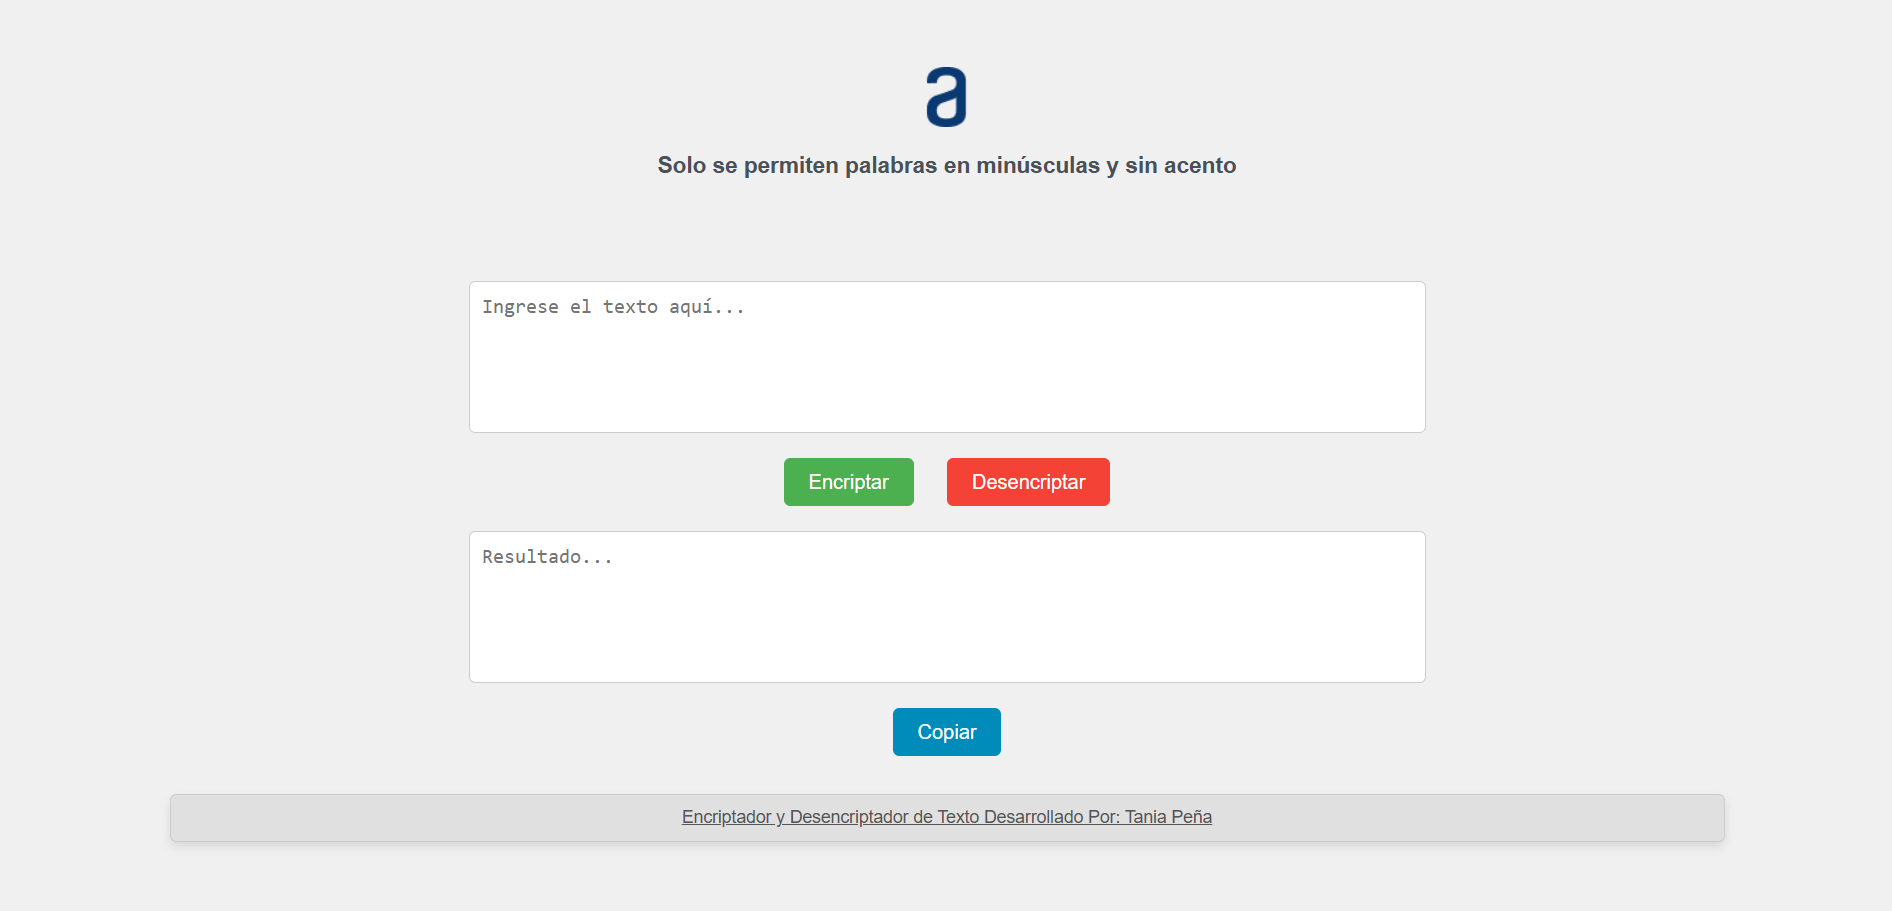 a
Solo se permiten palabras en minúsculas y sin acento
Ingrese el texto aquí...
Encriptar Desencriptar
Resultado...
Copiar
Encriptador y Desencriptador de Texto Desarrollado Por: Tania Peña